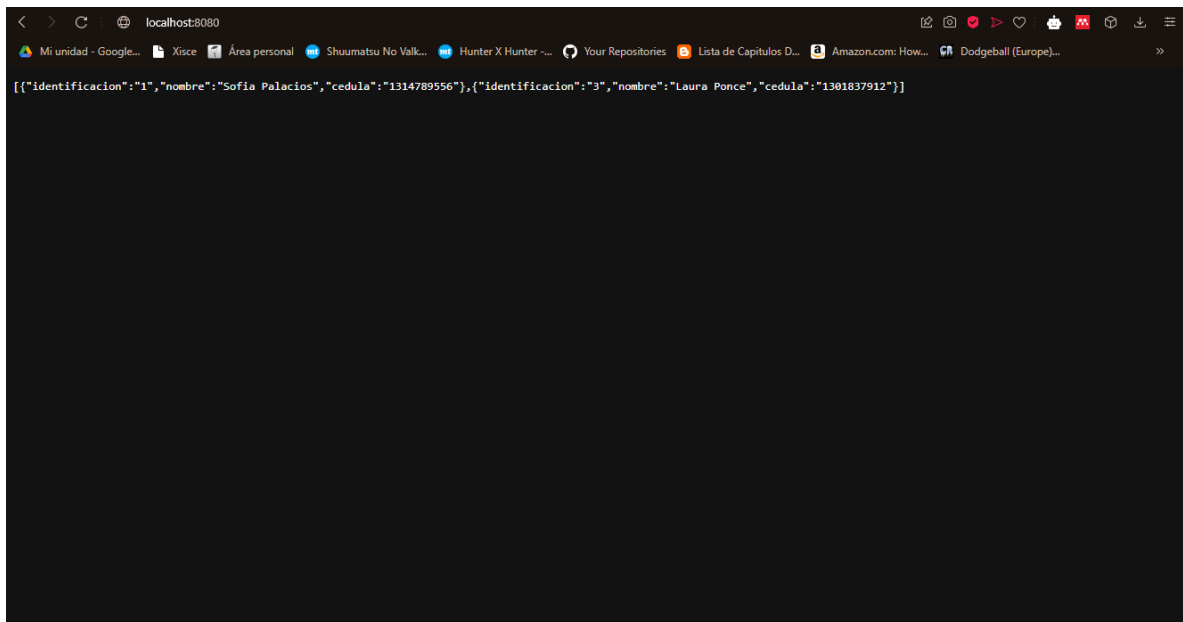 localhost:8080
Mi unidad - Google... Xisce Área personal Shuumatsu No Valk... Hunter X Hunter -... Your Repositories Lista de Capitulos D... Amazon.com: How... Dodgeball (Europe)... »
[{"identificacion":"1","nombre":"Sofia Palacios","cedula":"1314789556"},{"identificacion":"3","nombre":"Laura Ponce","cedula":"1301837912"}]